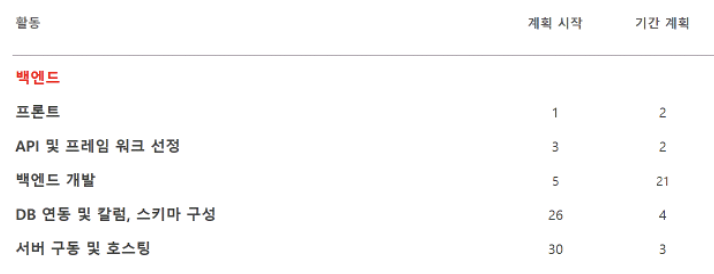 활동 계획 시작 기간 계획
백엔드
프론트 1 2
API 및 프레임 워크 선정 3 2
백엔드 개발 5 21
DB 연동 및 칼럼, 스키마 구성 26 4
서버 구동 및 호스팅 30 3